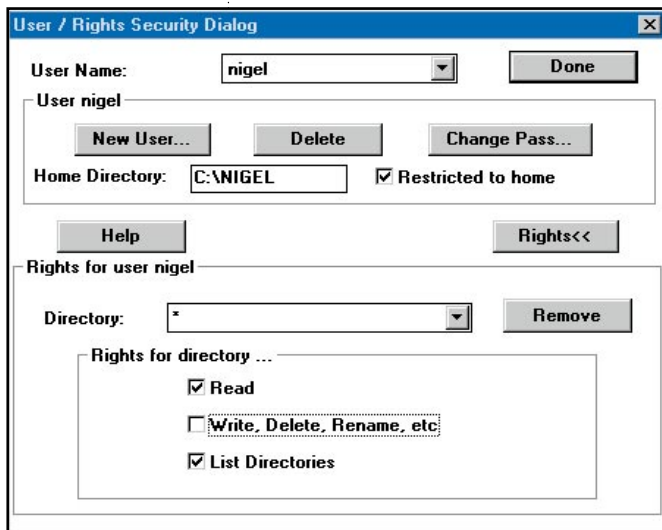 User / Rights Security Dialog
User Name: nigel Done
User nigel
New User... Delete Change Pass...
Home Directory: C:\NIGEL Restricted to home
Help Rights<<
Rights for user nigel
Directory: * Remove
Rights for directory ...
Read
Write, Delete, Rename, etc
List Directories